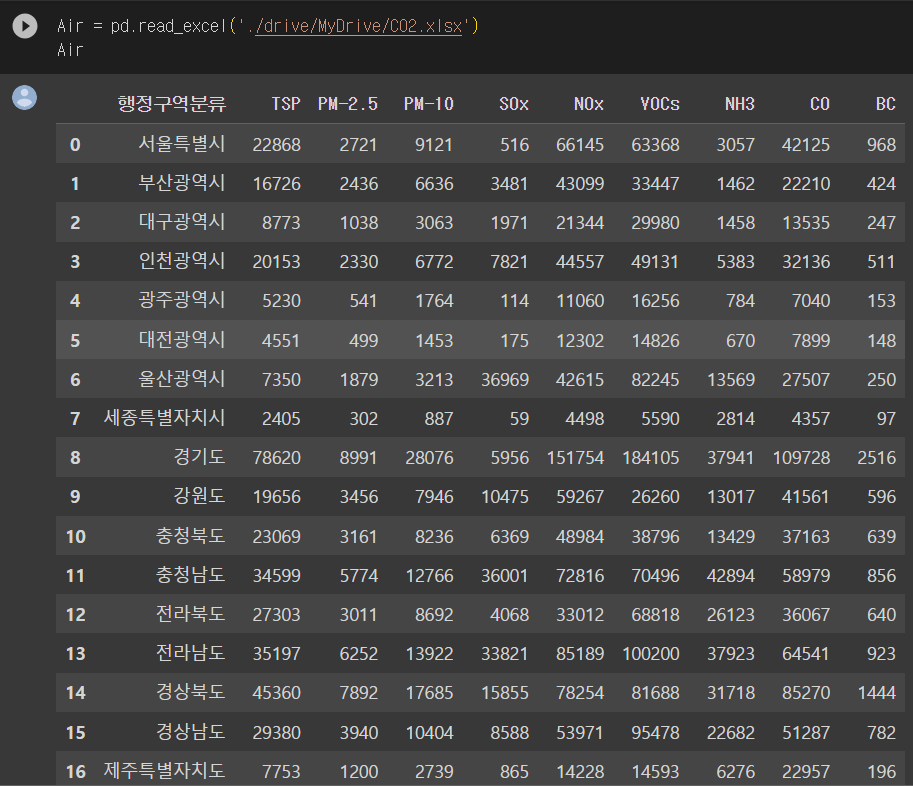 Air = pd.read_excel('./drive/MyDrive/CO2.xlsx')
Air
행정구역분류 TSP PM-2.5 PM-10 SOx NOx VOCs NH3 CO BC
0 서울특별시 22868 2721 9121 516 66145 63368 3057 42125 968
1 부산광역시 16726 2436 6636 3481 43099 33447 1462 22210 424
2 대구광역시 8773 1038 3063 1971 21344 29980 1458 13535 247
3 인천광역시 20153 2330 6772 7821 44557 49131 5383 32136 511
4 광주광역시 5230 541 1764 114 11060 16256 784 7040 153
5 대전광역시 4551 499 1453 175 12302 14826 670 7899 148
6 울산광역시 7350 1879 3213 36969 42615 82245 13569 27507 250
7 세종특별자치시 2405 302 887 59 4498 5590 2814 4357 97
8 경기도 78620 8991 28076 5956 151754 184105 37941 109728 2516
9 강원도 19656 3456 7946 10475 59267 26260 13017 41561 596
10 충청북도 23069 3161 8236 6369 48984 38796 13429 37163 639
11 충청남도 34599 5774 12766 36001 72816 70496 42894 58979 856
12 전라북도 27303 3011 8692 4068 33012 68818 26123 36067 640
13 전라남도 35197 6252 13922 33821 85189 100200 37923 64541 923
14 경상북도 45360 7892 17685 15855 78254 81688 31718 85270 1444
15 경상남도 29380 3940 10404 8588 53971 95478 22682 51287 782
16 제주특별자치도 7753 1200 2739 865 14228 14593 6276 22957 196